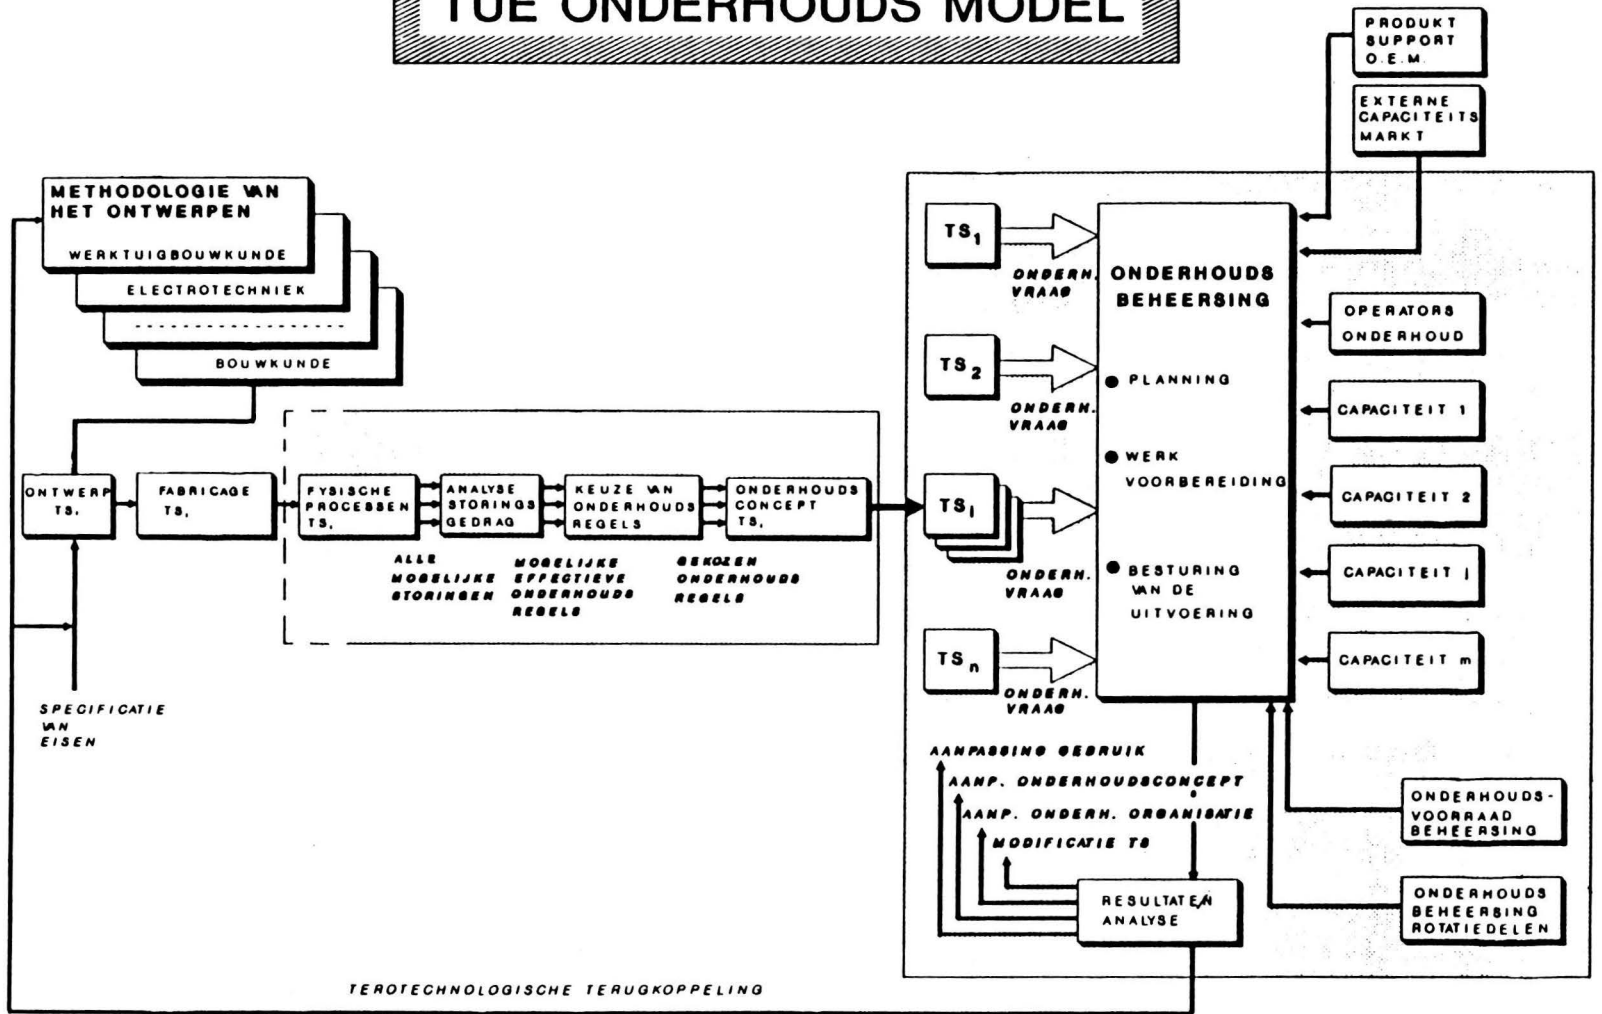 TUE ONDERHOUDS MODEL
PRODUKT
SUPPORT
O.E.M.
EXTERNE
CAPACITEITS
MARKT
METHODOLOGIE VAN
HET ONTWERPEN
WERKTUIGBOUWKUNDE
ELECTROTECHNIEK
BOUWKUNDE
ONTWERP
TS,
FABRICAGE
TS,
FYSISCHE
PROCESSEN
TS,
ANALYSE
STORINGS
GEDRAG
KEUZE VAN
ONDERHOUDS
REGELS
ONDERHOUDS
CONCEPT
TS,
ALLE
MOGELIJKE
STORINGEN
MOGELIJKE
EFFECTIEVE
ONDERHOUDS
REGELS
GEKOZEN
ONDERHOUDS
REGELS
SPECIFICATIE
VAN
EISEN
TS1
ONDERH.
VRAAG
TS2
ONDERH.
VRAAG
TSi
ONDERH.
VRAAG
TSn
ONDERH.
VRAAG
ONDERHOUDS
BEHEERSING
● PLANNING
● WERK
VOORBEREIDING
● BESTURING
VAN DE
UITVOERING
OPERATORS
ONDERHOUD
CAPACITEIT 1
CAPACITEIT 2
CAPACITEIT j
CAPACITEIT m
AANPASSING GEBRUIK
AANP. ONDERHOUDSCONCEPT
AANP. ONDERH. ORGANISATIE
MODIFICATIE TS
RESULTATEN
ANALYSE
ONDERHOUDS-
VOORRAAD
BEHEERSING
ONDERHOUDS
BEHEERSING
ROTATIEDELEN
TEROTECHNOLOGISCHE TERUGKOPPELING